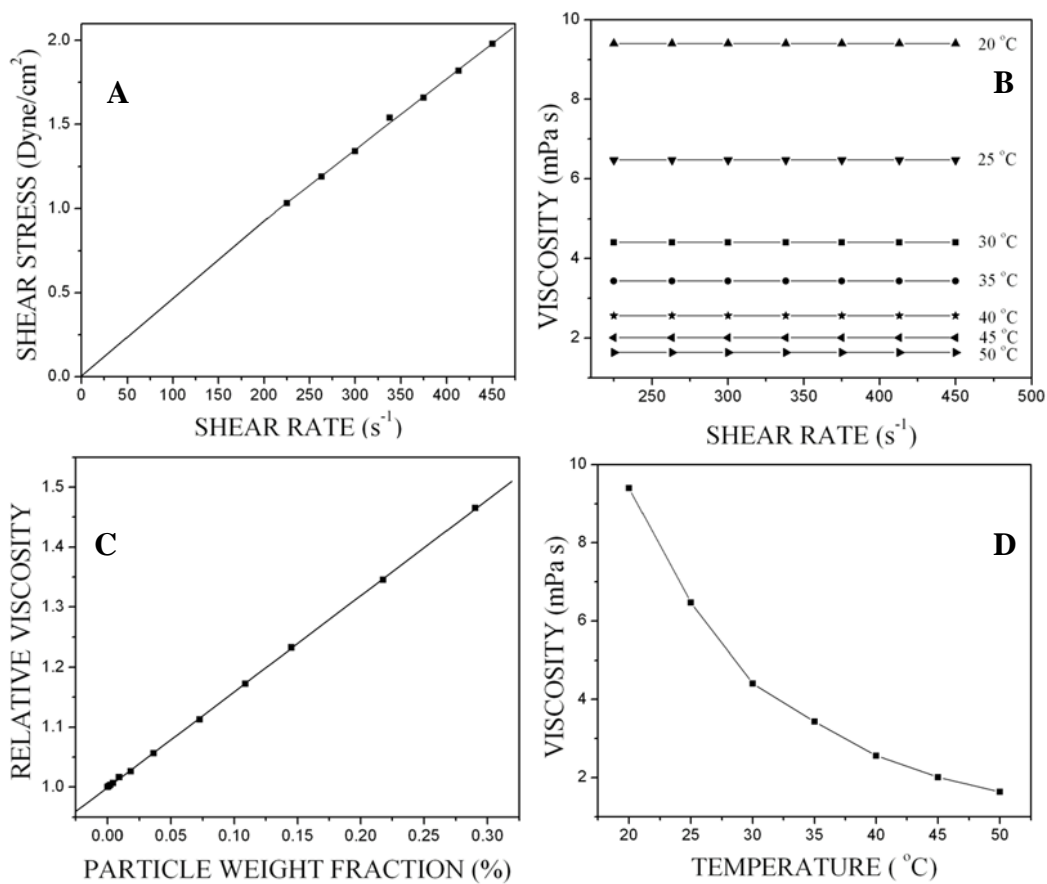 A
SHEAR STRESS (Dyne/cm²)
2.0
1.5
1.0
0.5
0.0
0 50 100 150 200 250 300 350 400 450
SHEAR RATE (s⁻¹)
B
VISCOSITY (mPa s)
10
8
6
4
2
20 °C
25 °C
30 °C
35 °C
40 °C
45 °C
50 °C
250 300 350 400 450 500
SHEAR RATE (s⁻¹)
C
RELATIVE VISCOSITY
1.5
1.4
1.3
1.2
1.1
1.0
0.00 0.05 0.10 0.15 0.20 0.25 0.30
PARTICLE WEIGHT FRACTION (%)
D
VISCOSITY (mPa s)
10
8
6
4
2
20 25 30 35 40 45 50
TEMPERATURE ( °C)